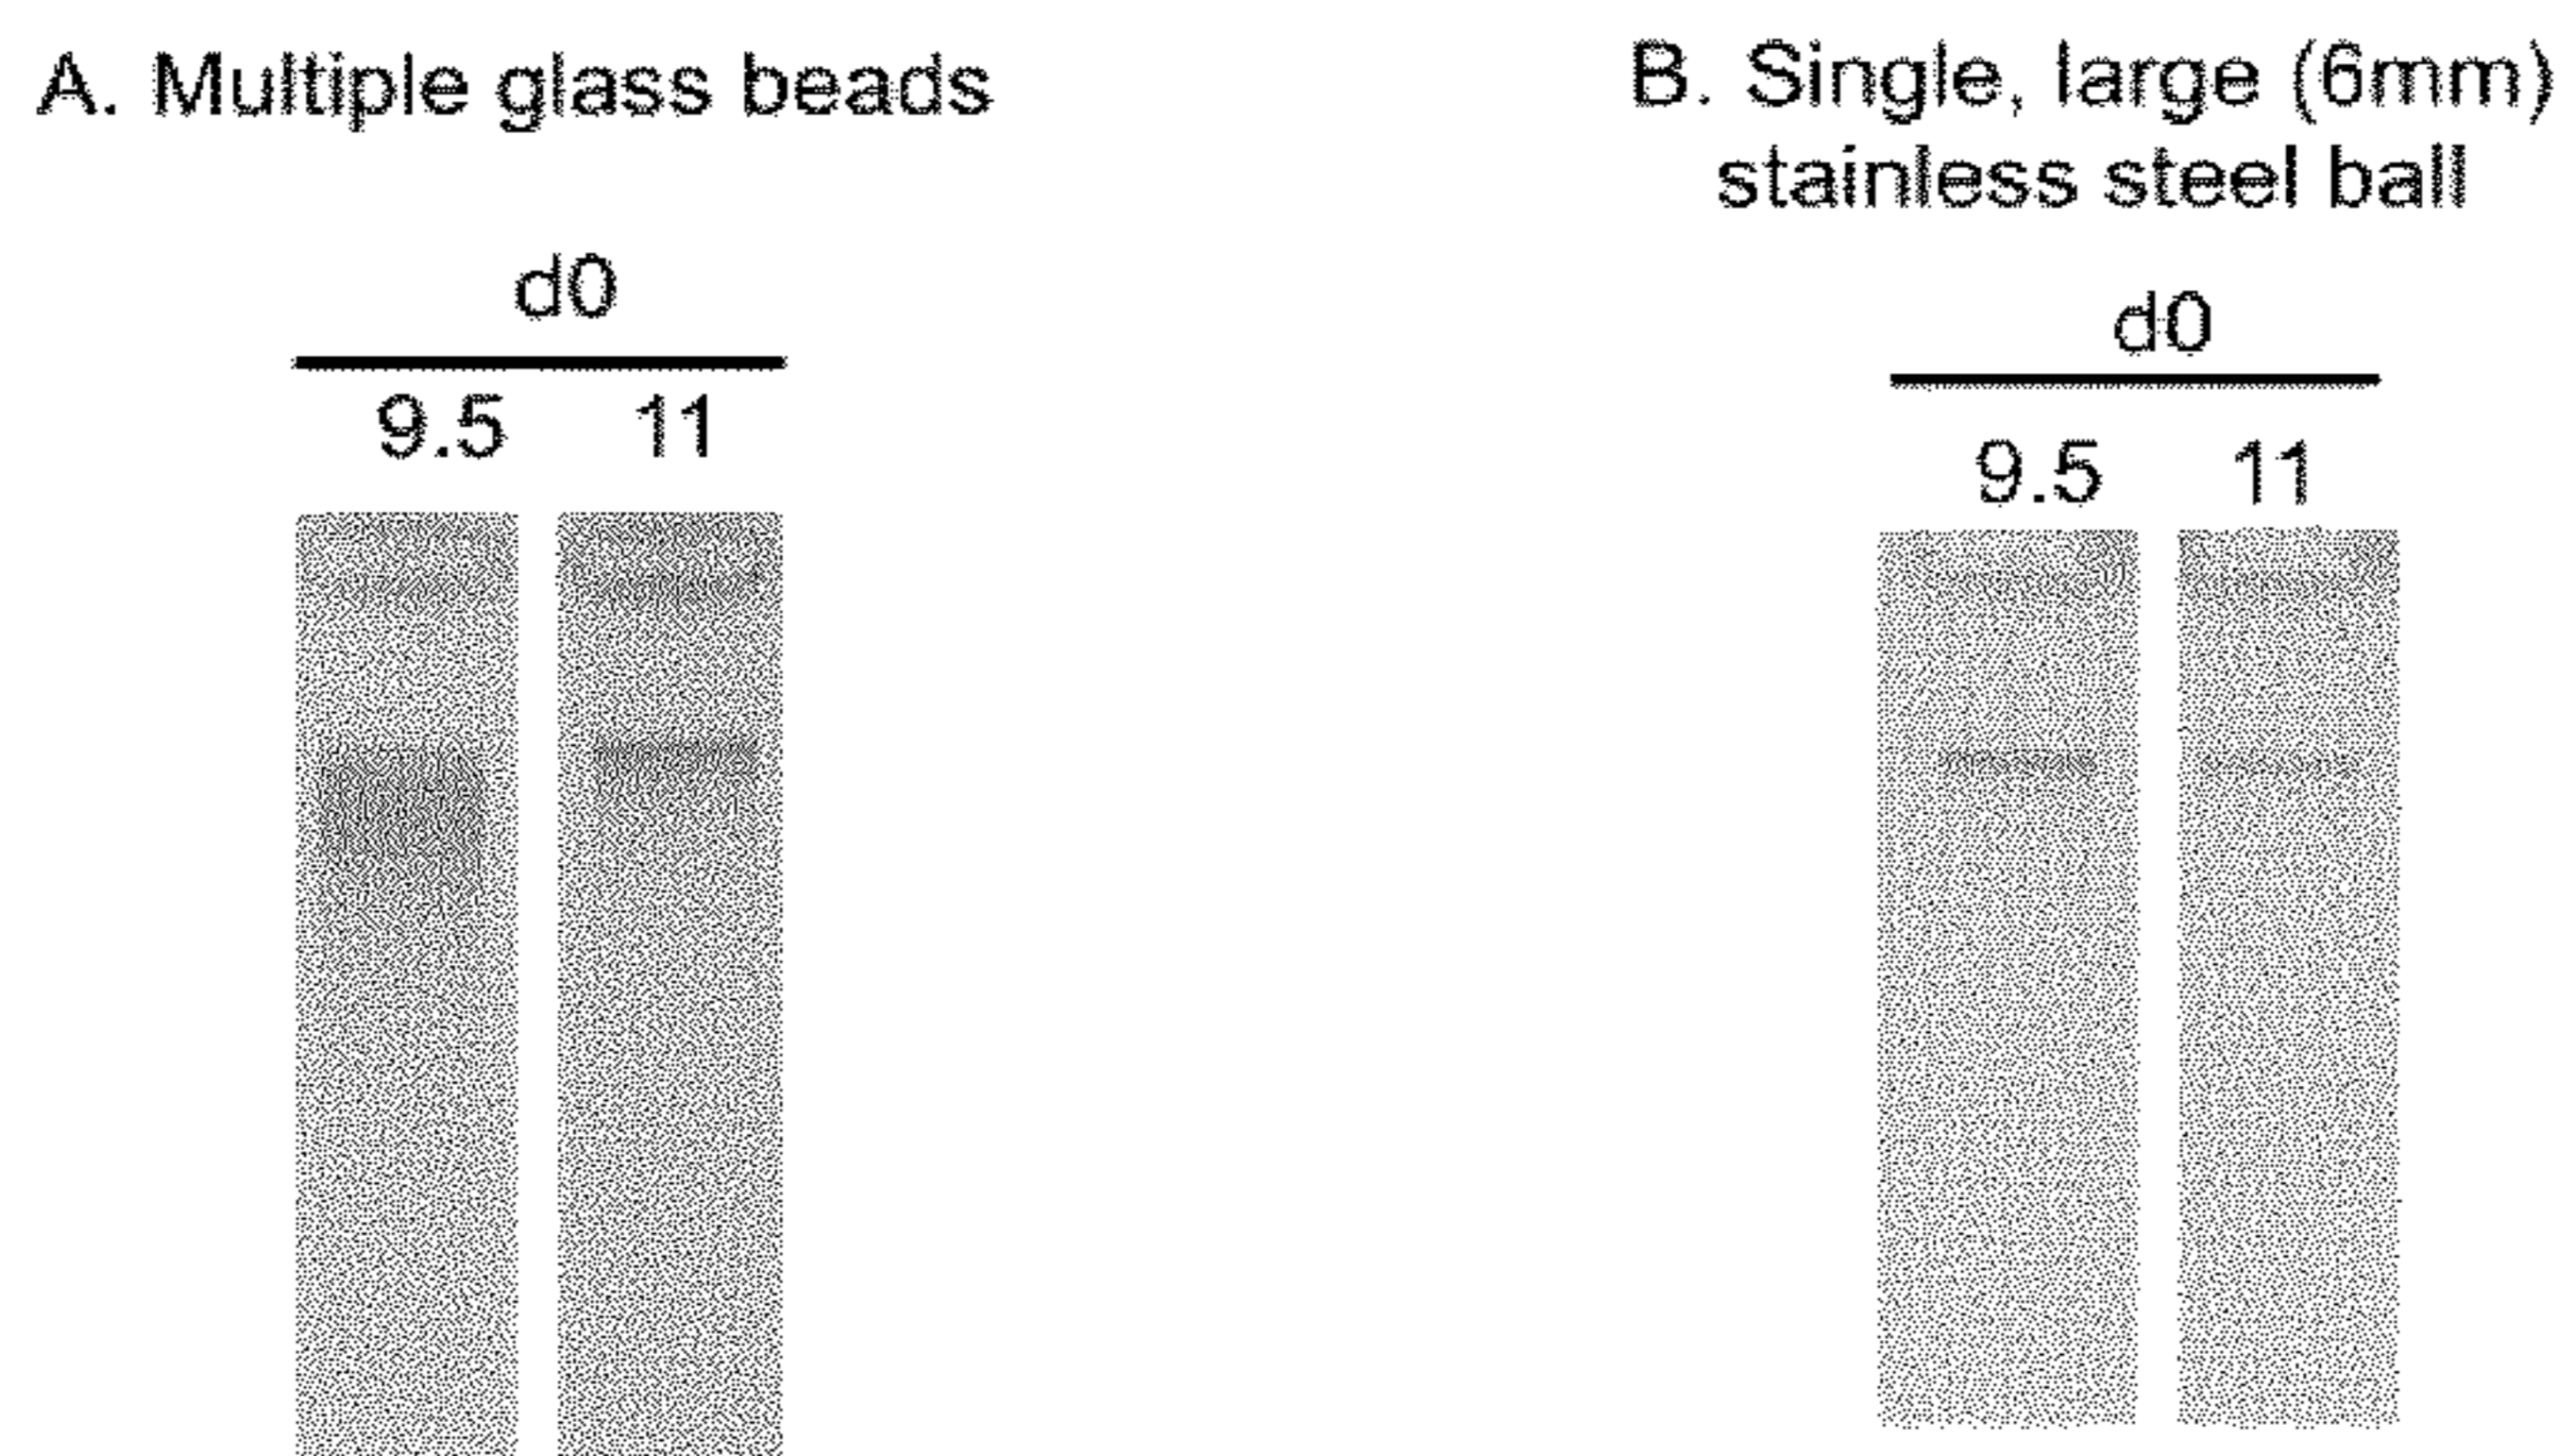 A. Multiple glass beads
d0
9.5 11
B. Single, large (6mm)
stainless steel ball
d0
9.5 11